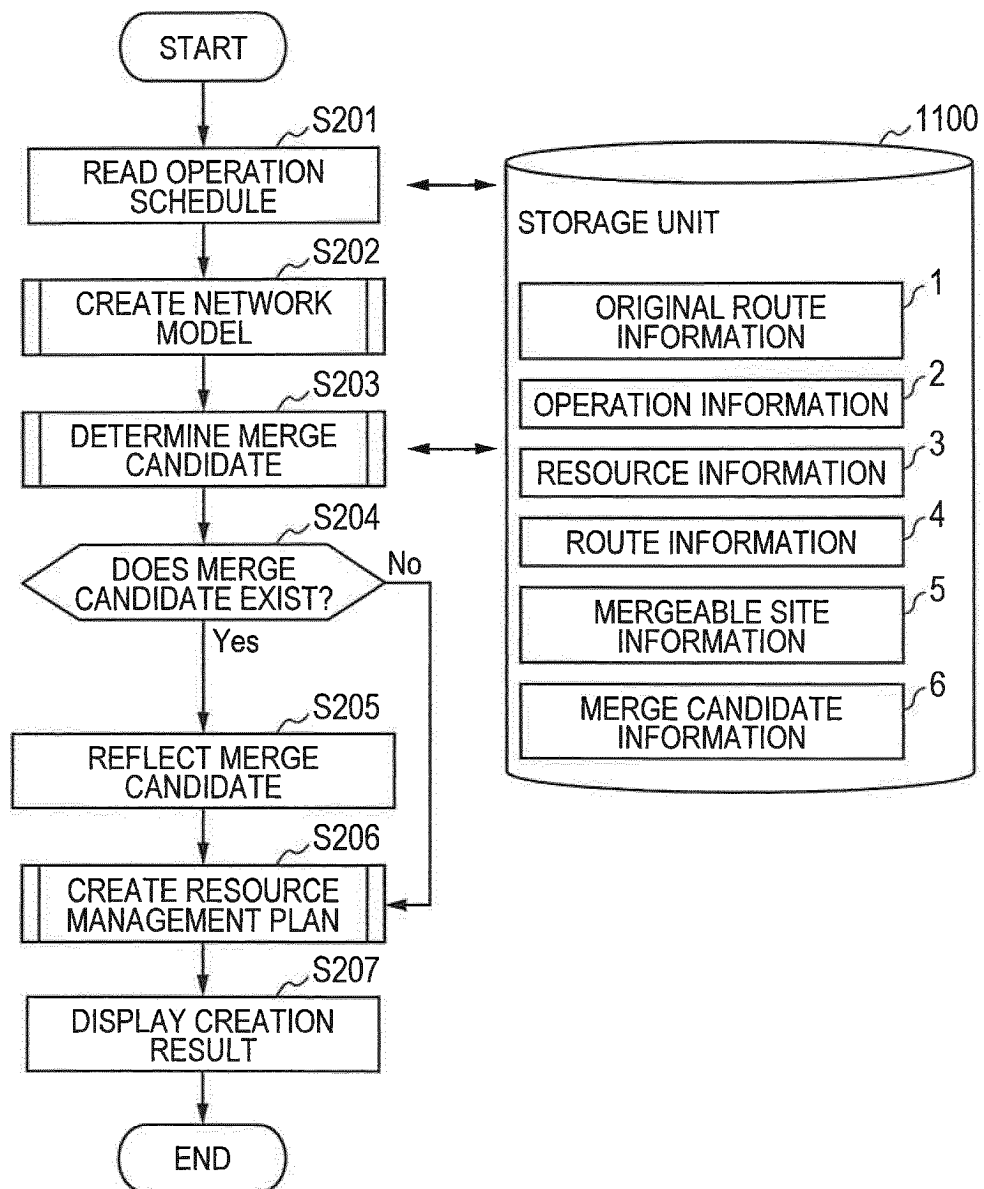 START
S201
READ OPERATION
SCHEDULE
S202
CREATE NETWORK
MODEL
S203
DETERMINE MERGE
CANDIDATE
S204
DOES MERGE
CANDIDATE EXIST?
No
Yes
S205
REFLECT MERGE
CANDIDATE
S206
CREATE RESOURCE
MANAGEMENT PLAN
S207
DISPLAY CREATION
RESULT
END
1100
STORAGE UNIT
1
ORIGINAL ROUTE
INFORMATION
2
OPERATION INFORMATION
3
RESOURCE INFORMATION
4
ROUTE INFORMATION
5
MERGEABLE SITE
INFORMATION
6
MERGE CANDIDATE
INFORMATION